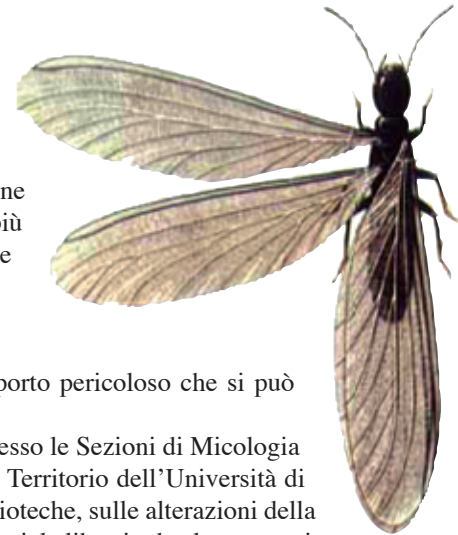 ne
più
e
porto pericoloso che si può
esso le Sezioni di Micologia
Territorio dell’Università di
ioteche, sulle alterazioni della